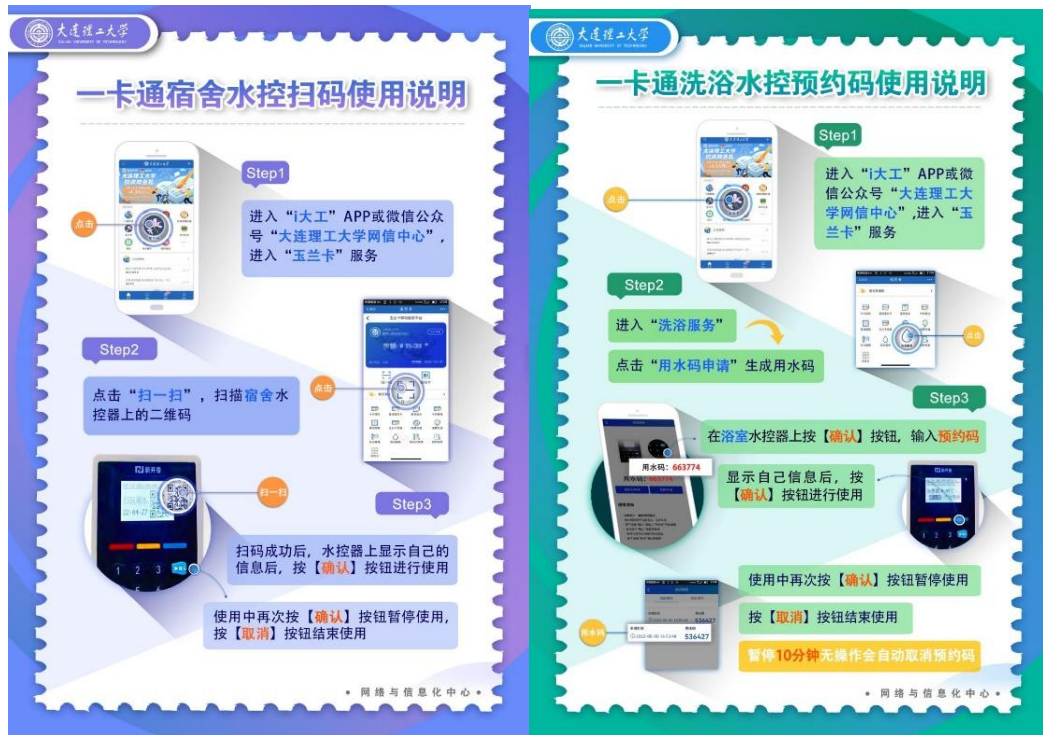 大连理工大学
DALIAN UNIVERSITY OF TECHNOLOGY
一卡通宿舍水控扫码使用说明
Step1
点击
进入“i大工”APP或微信公众
号“大连理工大学网信中心”,
进入“玉兰卡”服务
Step2
点击“扫一扫”，扫描宿舍水
控器上的二维码
点击
扫一扫
Step3
扫码成功后，水控器上显示自己的
信息后，按【确认】按钮进行使用
1 2 3
使用中再次按【确认】按钮暂停使用，
按【取消】按钮结束使用
• 网络与信息化中心 •
大连理工大学
DALIAN UNIVERSITY OF TECHNOLOGY
一卡通洗浴水控预约码使用说明
Step1
点击
进入“i大工”APP或微
信公众号“大连理工大
学网信中心”,进入“玉
兰卡”服务
Step2
进入“洗浴服务”
点击“用水码申请”生成用水码
点击
Step3
在浴室水控器上按【确认】按钮，输入预约码
用水码：663774
显示自己信息后，按
【确认】按钮进行使用
使用中再次按【确认】按钮暂停使用
按【取消】按钮结束使用
用水码
536427
暂停10分钟无操作会自动取消预约码
• 网络与信息化中心 •